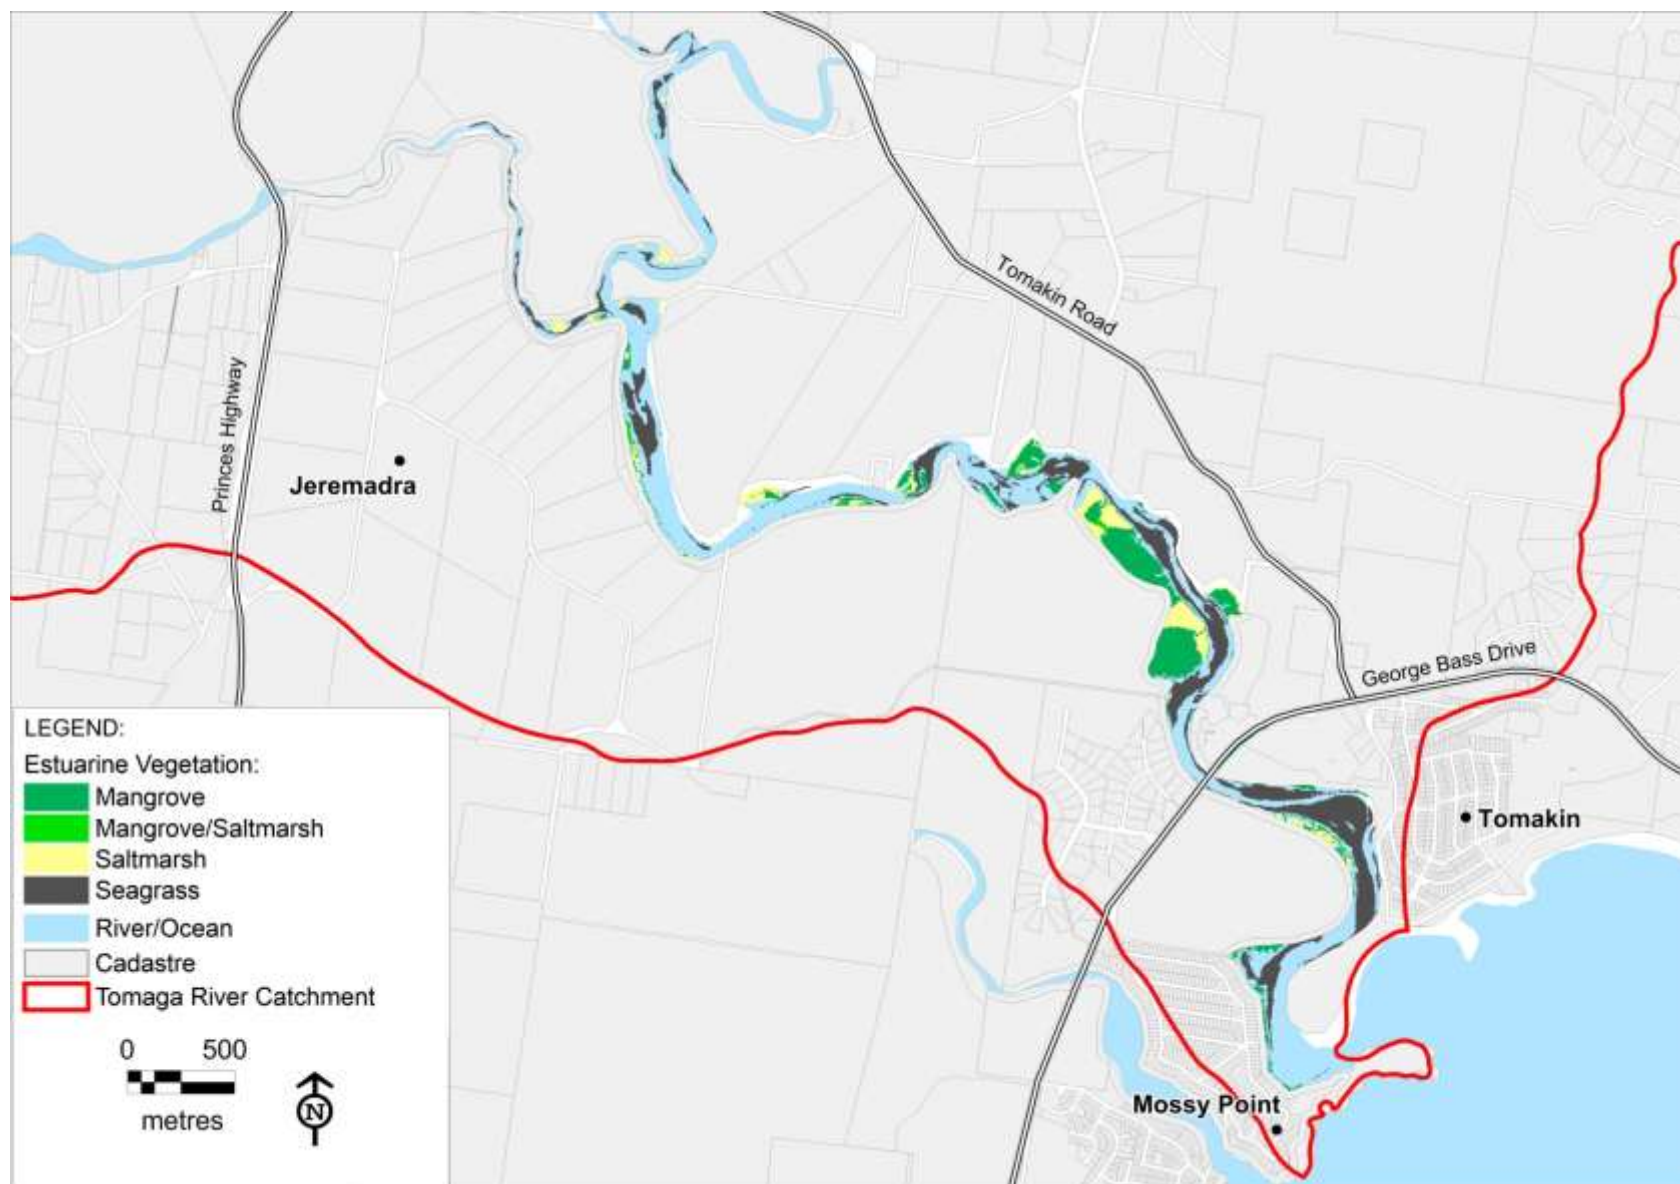 Tomakin Road
Princes Highway
Jeremadra
George Bass Drive
LEGEND:
Estuarine Vegetation:
Mangrove
Mangrove/Saltmarsh
Saltmarsh
Seagrass
River/Ocean
Cadastre
Tomaga River Catchment
0 500
metres
N
Tomakin
Mossy Point